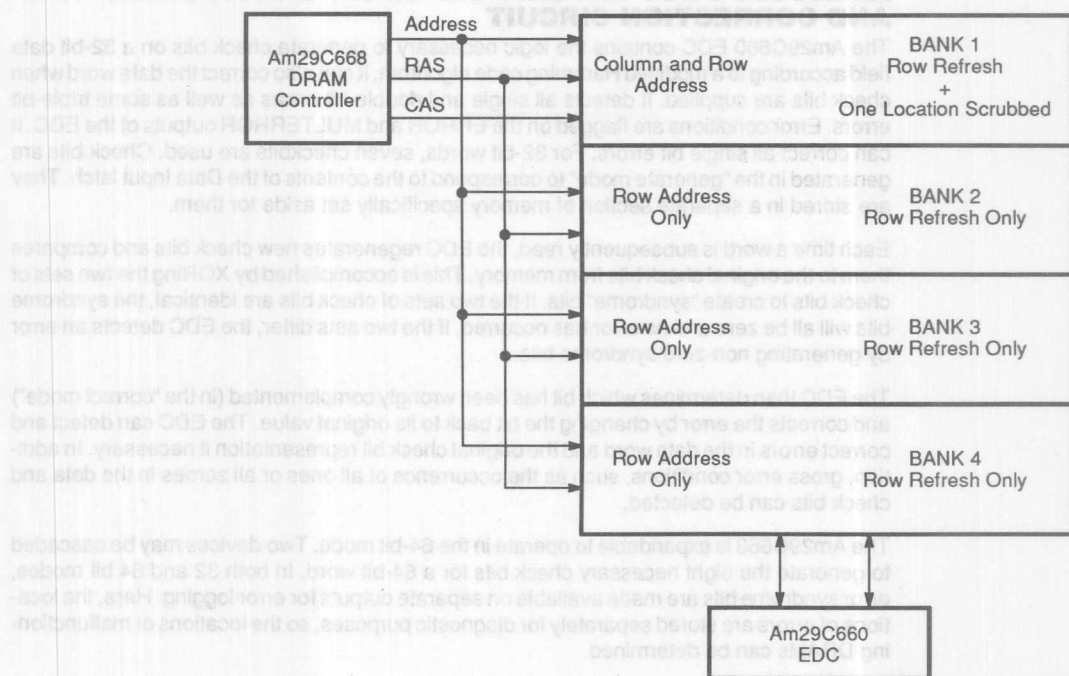 AND CORRECTION CIRCUIT
Address
RAS
CAS
Am29C668
DRAM
Controller
Column and Row
Address
BANK 1
Row Refresh
+
One Location Scrubbed
Row Address
Only
BANK 2
Row Refresh Only
Row Address
Only
BANK 3
Row Refresh Only
Row Address
Only
BANK 4
Row Refresh Only
Am29C660
EDC
The Am29C660 EDC contains the logic necessary to generate check bits on a 32-bit data
check bits are supplied. It detects all single and double bit errors as well as some triple-bit
errors. Error conditions are flagged on the ERROR and MULTERROR outputs of the EDC. It
can correct all single bit errors. For 32-bit words, seven checkbits are used. Check bits are
generated in the "generate mode" to correspond to the contents of the Data Input latch. They
are stored in a separate section of memory specifically set aside for them.
Each time a word is subsequently read, the EDC regenerates new check bits and compares
them to the original check bits from memory. This is accomplished by XORing the two sets of
check bits to create "syndrome" bits. If the two sets of check bits are identical, the syndrome
bits will all be zero and no error has occurred. If the two sets differ, the EDC detects an error
by generating non-zero syndrome bits.
The EDC then determines which bit has been wrongly complemented (in the "correct mode")
and corrects the error by changing the bit back to its original value. The EDC can detect and
correct errors in the data word and the original check bit representation if necessary. In addi-
tion, gross error conditions, such as the occurrence of all ones or all zeroes in the data and
check bits can be detected.
The Am29C660 is expandable to operate in the 64-bit mode. Two devices may be cascaded
to generate the eight necessary check bits for a 64-bit word. In both 32 and 64 bit modes,
error syndrome bits are made available on separate outputs for error logging. Here, the loca-
tions of errors are stored separately for diagnostic purposes, so the locations of malfunction-
ing DRAMs can be determined.